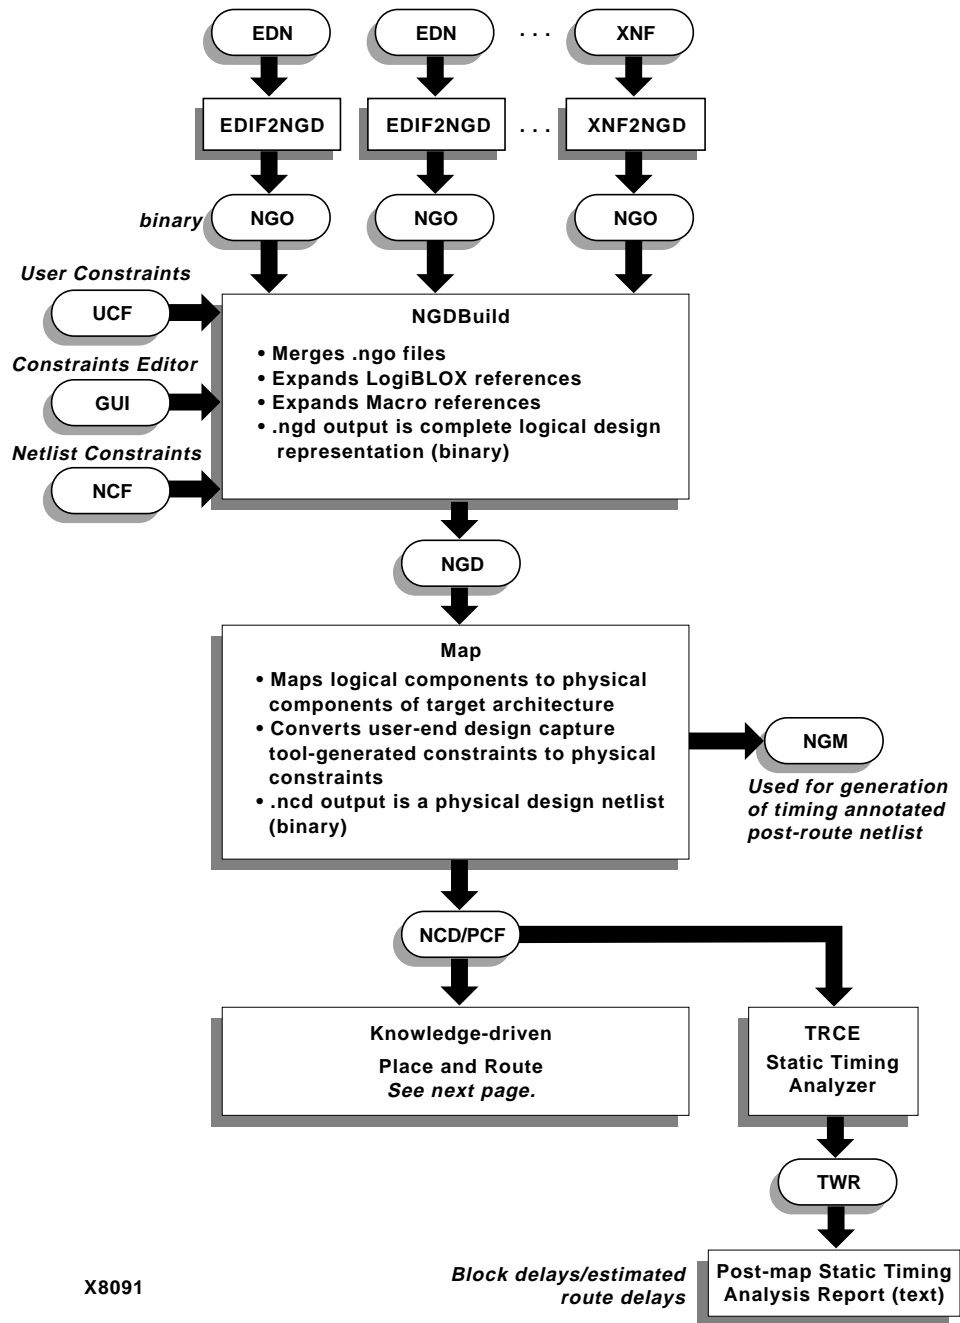 EDN
EDN
. . .
XNF
EDIF2NGD
EDIF2NGD
. . .
XNF2NGD
binary
NGO
NGO
NGO
User Constraints
UCF
Constraints Editor
GUI
Netlist Constraints
NCF
NGDBuild
• Merges .ngo files
• Expands LogiBLOX references
• Expands Macro references
• .ngd output is complete logical design
representation (binary)
NGD
Map
• Maps logical components to physical
components of target architecture
• Converts user-end design capture
tool-generated constraints to physical
constraints
• .ncd output is a physical design netlist
(binary)
NGM
Used for generation
of timing annotated
post-route netlist
NCD/PCF
Knowledge-driven
Place and Route
See next page.
TRCE
Static Timing
Analyzer
TWR
Block delays/estimated
route delays
Post-map Static Timing
Analysis Report (text)
X8091